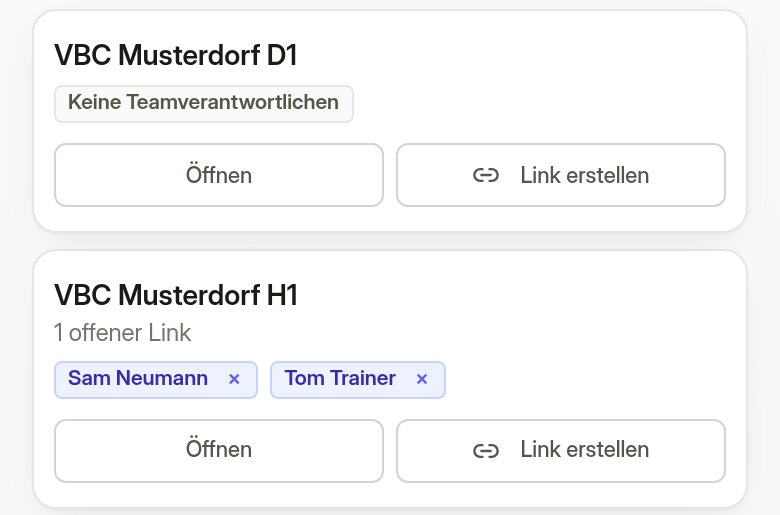 VBC Musterdorf D1
Keine Teamverantwortlichen
Öffnen Link erstellen
VBC Musterdorf H1
1 offener Link
Sam Neumann × Tom Trainer ×
Öffnen Link erstellen